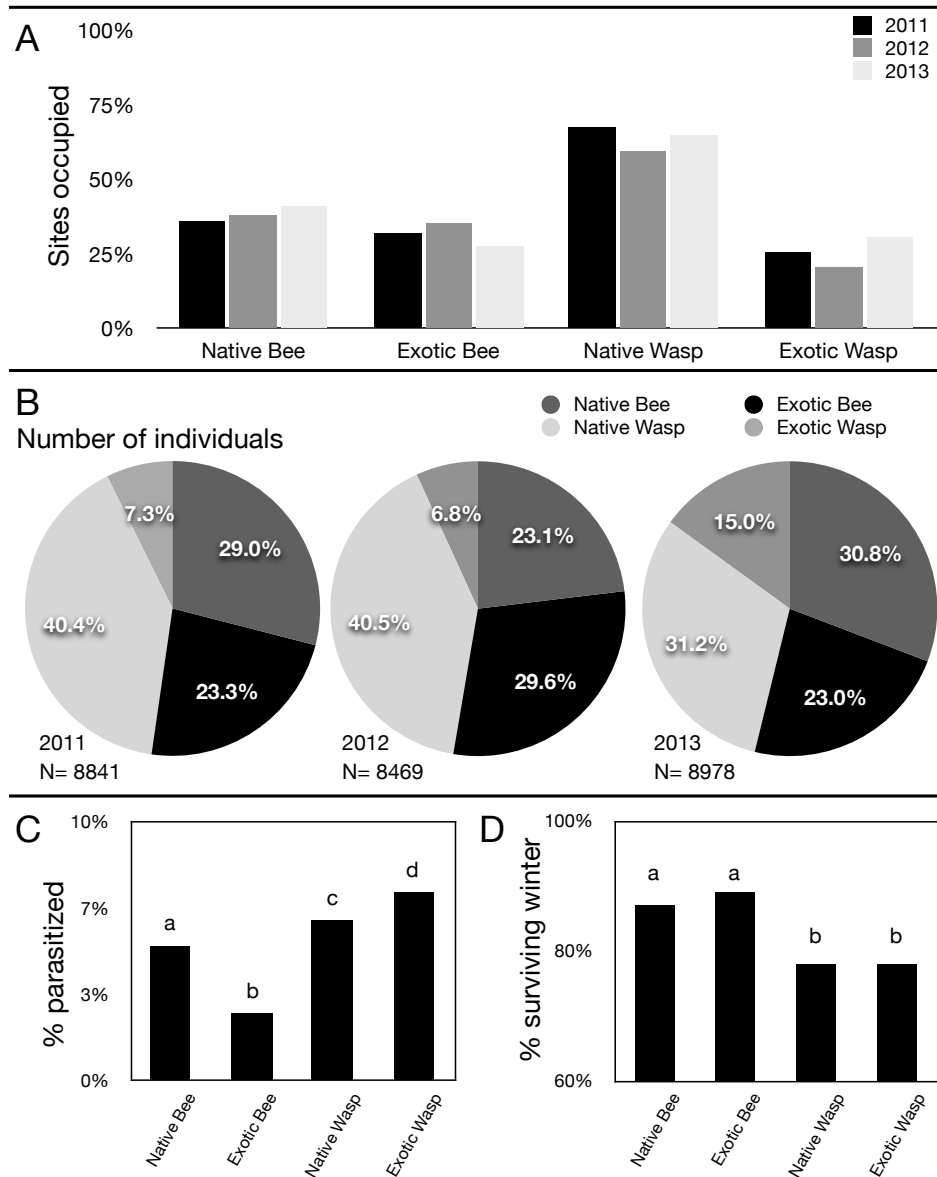 A
100%
75%
50%
25%
0%
Sites occupied
2011
2012
2013
Native Bee
Exotic Bee
Native Wasp
Exotic Wasp
B
Number of individuals
Native Bee
Exotic Bee
Native Wasp
Exotic Wasp
7.3%
29.0%
40.4%
23.3%
2011
N= 8841
6.8%
23.1%
40.5%
29.6%
2012
N= 8469
15.0%
30.8%
31.2%
23.0%
2013
N= 8978
C
10%
7%
3%
0%
% parasitized
a
b
c
d
Native Bee
Exotic Bee
Native Wasp
Exotic Wasp
D
100%
80%
60%
% surviving winter
a
a
b
b
Native Bee
Exotic Bee
Native Wasp
Exotic Wasp